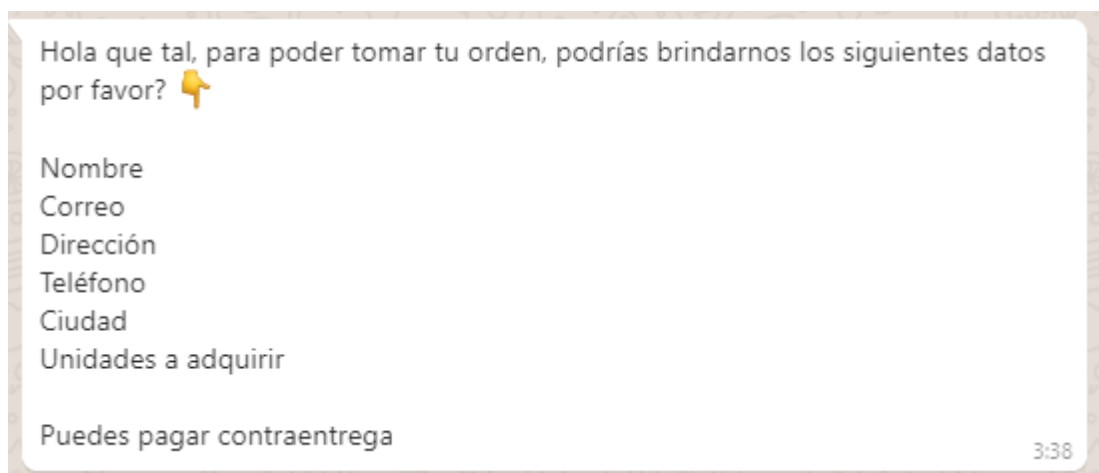 Hola que tal, para poder tomar tu orden, podrías brindarnos los siguientes datos
por favor? 👇
Nombre
Correo
Dirección
Teléfono
Ciudad
Unidades a adquirir
Puedes pagar contraentrega
3:38